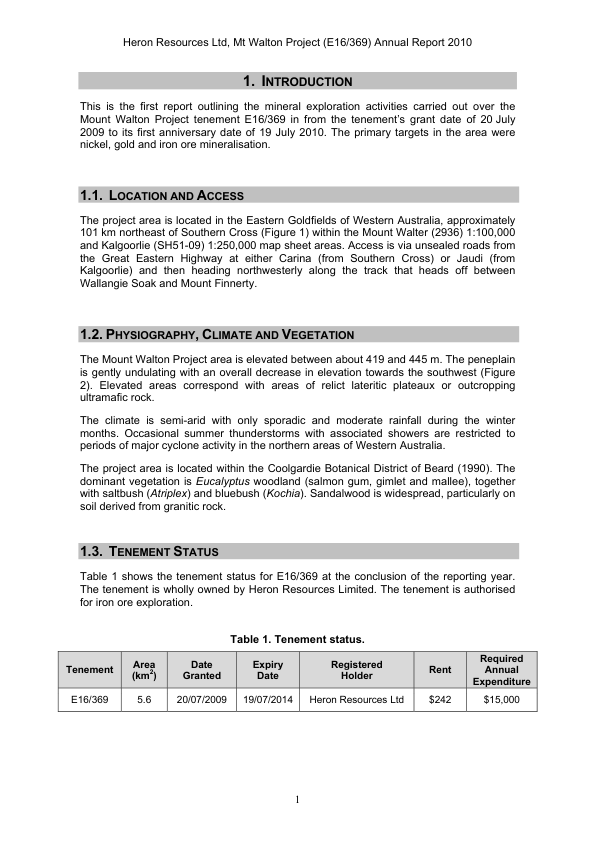 Heron Resources Ltd, Mt Walton Project (E16/369) Annual Report 2010
1. INTRODUCTION
This is the first report outlining the mineral exploration activities carried out over the
Mount Walton Project tenement E16/369 in from the tenement's grant date of 20 July
2009 to its first anniversary date of 19 July 2010. The primary targets in the area were
nickel, gold and iron ore mineralisation.
1.1. LOCATION AND ACCESS
The project area is located in the Eastern Goldfields of Western Australia, approximately
101 km northeast of Southern Cross (Figure 1) within the Mount Walter (2936) 1:100,000
and Kalgoorlie (SH51-09) 1:250,000 map sheet areas. Access is via unsealed roads from
the Great Eastern Highway at either Carina (from Southern Cross) or Jaudi (from
Kalgoorlie) and then heading northwesterly along the track that heads off between
Wallangie Soak and Mount Finnerty.
1.2. PHYSIOGRAPHY, CLIMATE AND VEGETATION
The Mount Walton Project area is elevated between about 419 and 445 m. The peneplain
is gently undulating with an overall decrease in elevation towards the southwest (Figure
2). Elevated areas correspond with areas of relict lateritic plateaux or outcropping
ultramafic rock.
The climate is semi-arid with only sporadic and moderate rainfall during the winter
months. Occasional summer thunderstorms with associated showers are restricted to
periods of major cyclone activity in the northern areas of Western Australia.
The project area is located within the Coolgardie Botanical District of Beard (1990). The
dominant vegetation is Eucalyptus woodland (salmon gum, gimlet and mallee), together
with saltbush (Atriplex) and bluebush (Kochia). Sandalwood is widespread, particularly on
soil derived from granitic rock.
1.3. TENEMENT STATUS
Table 1 shows the tenement status for E16/369 at the conclusion of the reporting year.
The tenement is wholly owned by Heron Resources Limited. The tenement is authorised
for iron ore exploration.
Table 1. Tenement status.
Tenement Area (km²) Date Granted Expiry Date Registered Holder Rent Required Annual Expenditure
E16/369 5.6 20/07/2009 19/07/2014 Heron Resources Ltd $242 $15,000
1